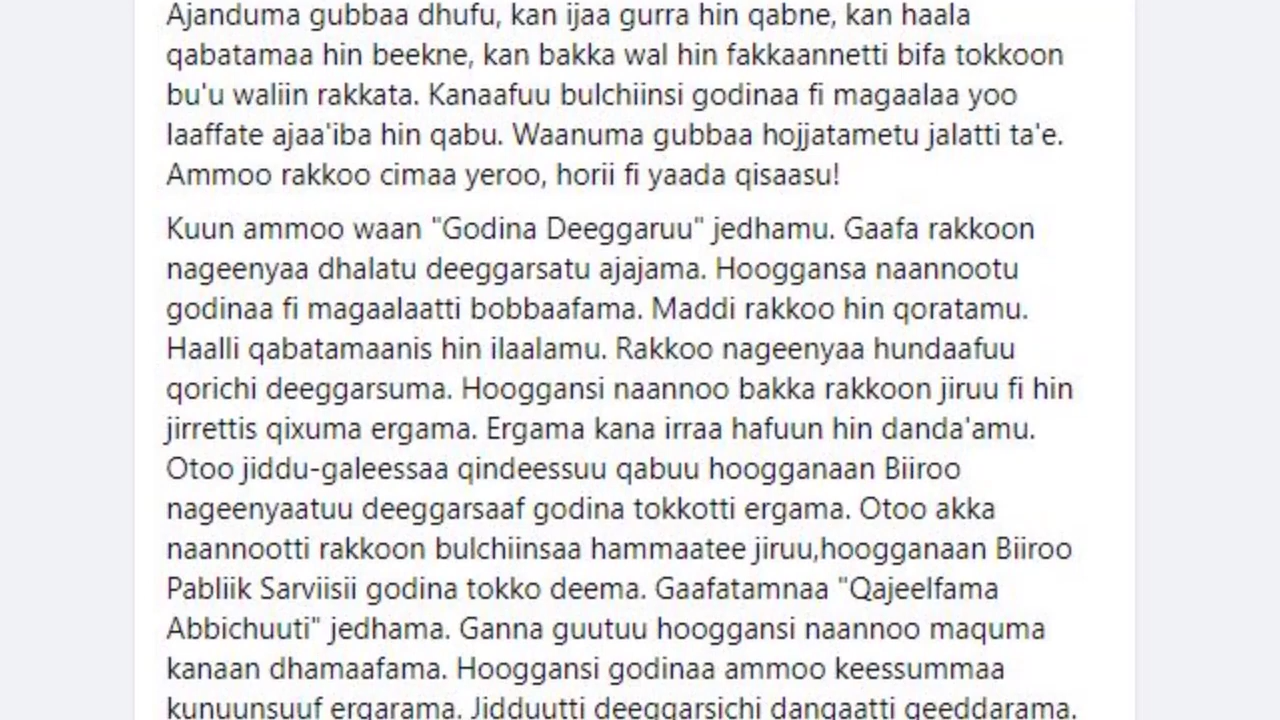 Ajanduma gubbaa dhufu, kan ijaa gurra hin qabne, kan haala
qabatamaa hin beekne, kan bakka wal hin fakkaannetti bifa tokkoon
bu'u waliin rakkata. Kanaafuu bulchiinsi godinaa fi magaalaa yoo
laaffate ajaa'iba hin qabu. Waanuma gubbaa hojjatametu jalatti ta'e.
Ammoo rakkoo cimaa yeroo, horii fi yaada qisaasu!
Kuun ammoo waan "Godina Deeggaruu" jedhamu. Gaafa rakkoon
nageenyaa dhalatu deeggarsatu ajajama. Hooggansa naannootu
godinaa fi magaalaatti bobbaafama. Maddi rakkoo hin qoratamu.
Haalli qabatamaanis hin ilaalamu. Rakkoo nageenyaa hundaafuu
qorichi deeggarsuma. Hooggansi naannoo bakka rakkoon jiruu fi hin
jirrettis qixuma ergama. Ergama kana irraa hafuun hin danda'amu.
Otoo jiddu-galeessaa qindeessuu qabuu hoogganaan Biiroo
nageenyaatuu deeggarsaaf godina tokkotti ergama. Otoo akka
naannootti rakkoon bulchiinsaa hammaatee jiruu,hoogganaan Biiroo
Pabliik Sarviisii godina tokko deema. Gaafatamnaa "Qajeelfama
Abbichuuti" jedhama. Ganna guutuu hooggansi naannoo maquma
kanaan dhamaafama. Hooggansi godinaa ammoo keessummaa
kunuunsuuf ergarama. Jidduutti deeggarsichi dangaatti geeddarama.